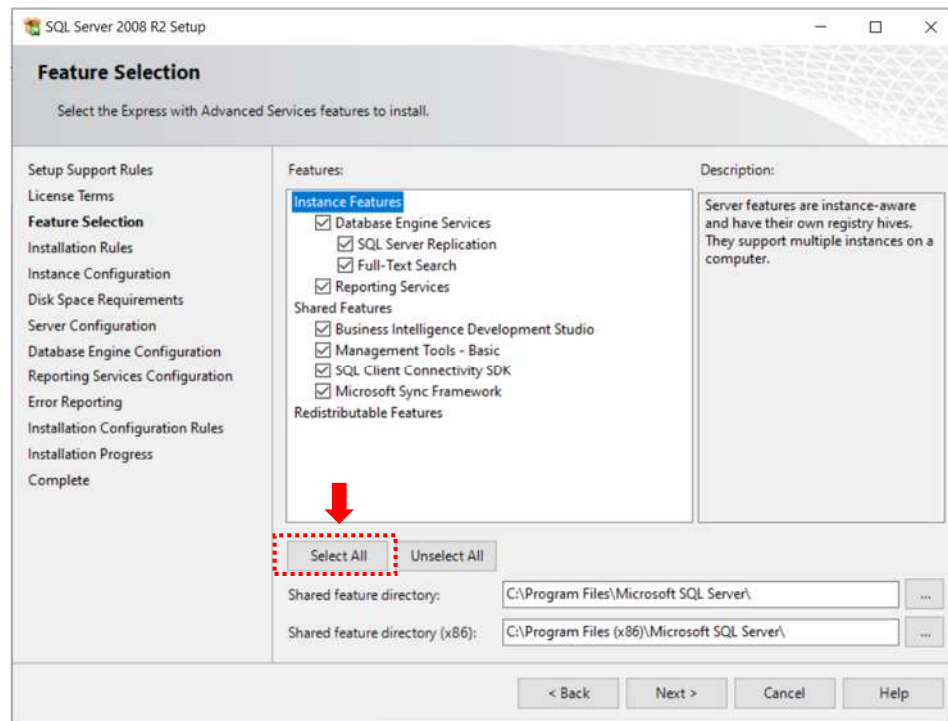 SQL Server 2008 R2 Setup
Feature Selection
Select the Express with Advanced Services features to install.
Setup Support Rules
License Terms
Feature Selection
Installation Rules
Instance Configuration
Disk Space Requirements
Server Configuration
Database Engine Configuration
Reporting Services Configuration
Error Reporting
Installation Configuration Rules
Installation Progress
Complete
Features:
Instance Features
Database Engine Services
SQL Server Replication
Full-Text Search
Reporting Services
Shared Features
Business Intelligence Development Studio
Management Tools - Basic
SQL Client Connectivity SDK
Microsoft Sync Framework
Redistributable Features
Description:
Server features are instance-aware
and have their own registry hives.
They support multiple instances on a
computer.
Select All
Unselect All
Shared feature directory:
C:\Program Files\Microsoft SQL Server\
...
Shared feature directory (x86):
C:\Program Files (x86)\Microsoft SQL Server\
...
< Back
Next >
Cancel
Help